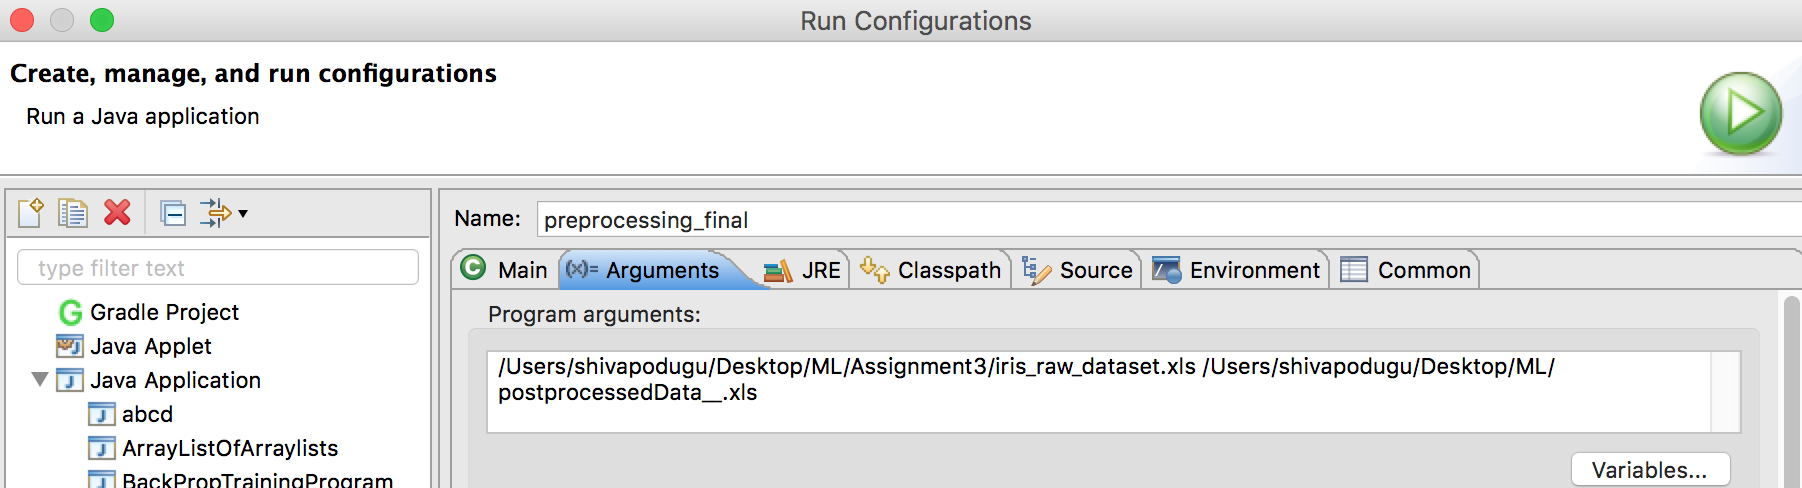 Run Configurations
Create, manage, and run configurations
Run a Java application
Name: preprocessing_final
type filter text
Main (x)= Arguments JRE Classpath Source Environment Common
Gradle Project
Java Applet
Java Application
abcd
ArrayListOfArraylists
BackPropTrainingProgram
Program arguments:
/Users/shivapodugu/Desktop/ML/Assignment3/iris_raw_dataset.xls /Users/shivapodugu/Desktop/ML/
postprocessedData__.xls
Variables...